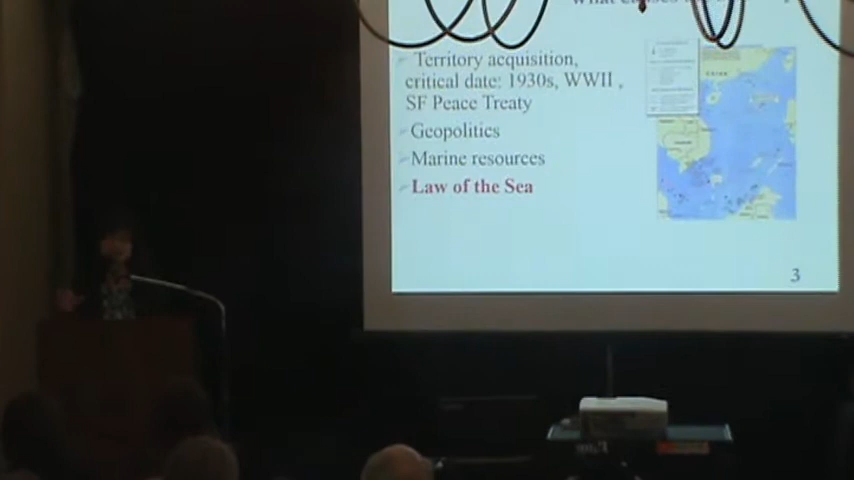 Territory acquisition,
critical date: 1930s, WWII ,
SF Peace Treaty
Geopolitics
Marine resources
Law of the Sea
3